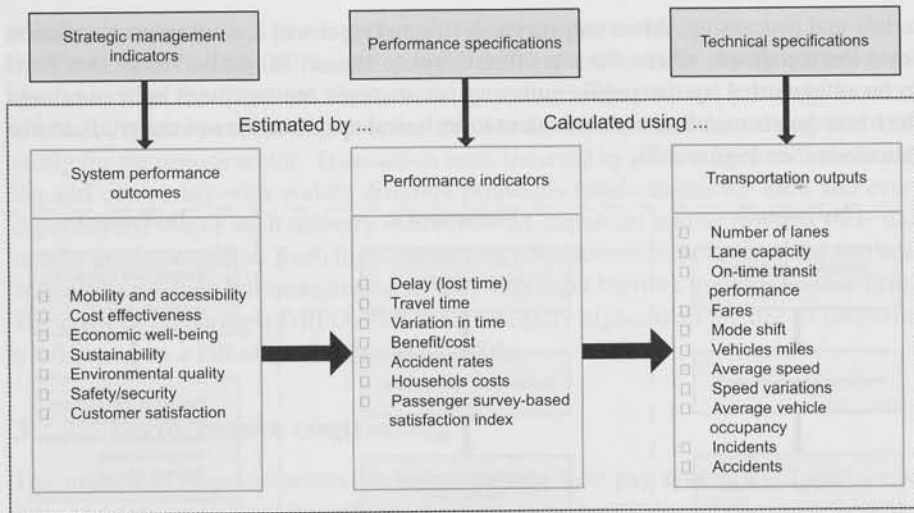 Strategic management
indicators
Performance specifications
Technical specifications
Estimated by ...
Calculated using...
System performance
outcomes
Performance indicators
Transportation outputs
Mobility and accessibility
Cost effectiveness
Economic well-being
Sustainability
Environmental quality
Safety/security
Customer satisfaction
Delay (lost time)
Travel time
Variation in time
Benefit/cost
Accident rates
Househols costs
Passenger survey-based
satisfaction index
Number of lanes
Lane capacity
On-time transit
performance
Fares
Mode shift
Vehicles miles
Average speed
Speed variations
Average vehicle
occupancy
Incidents
Accidents